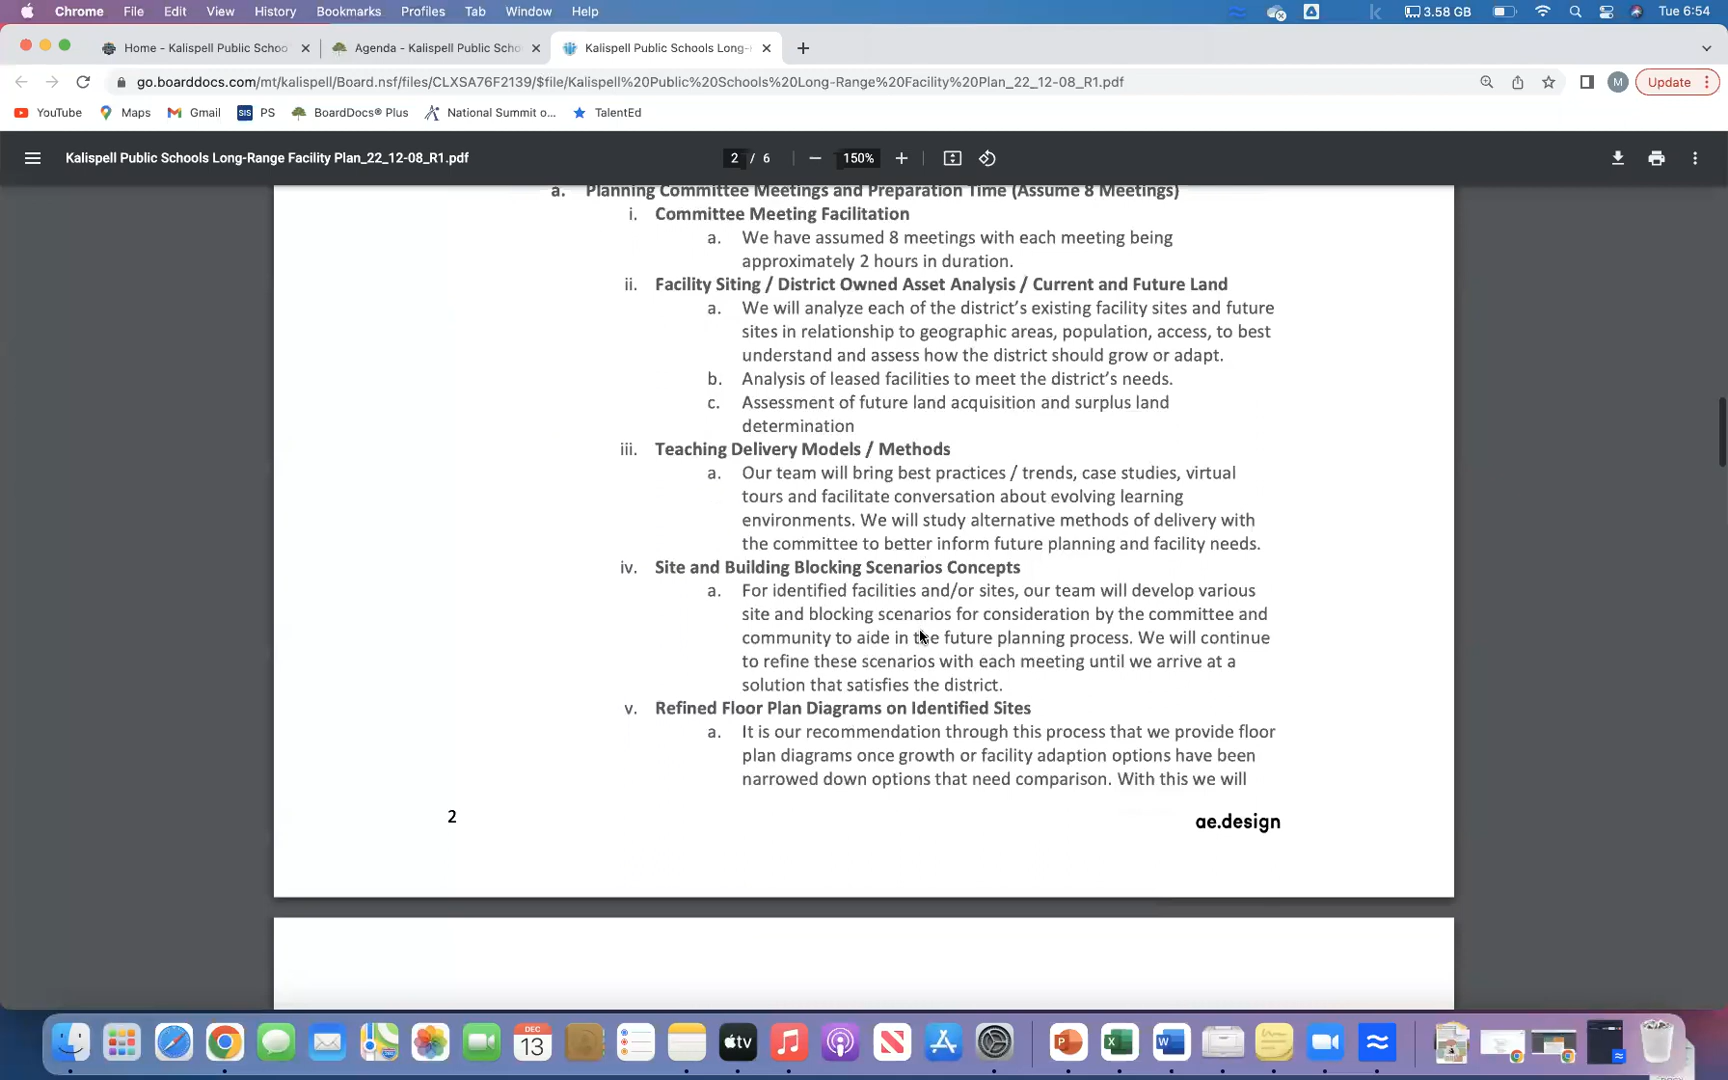 Chrome File Edit View History Bookmarks Profiles Tab Window Help 3.58 GB Tue 6:54
Home - Kalispell Public Schoo Agenda - Kalispell Public Scho Kalispell Public Schools Long-
go.boarddocs.com/mt/kalispell/Board.nsf/files/CLXSA76F2139/$file/Kalispell%20Public%20Schools%20Long-Range%20Facility%20Plan_22_12-08_R1.pdf M Update
YouTube Maps Gmail SIS PS BoardDocs® Plus National Summit o... TalentEd
Kalispell Public Schools Long-Range Facility Plan_22_12-08_R1.pdf 2 / 6 150%
a. Planning Committee Meetings and Preparation Time (Assume 8 Meetings)
i. Committee Meeting Facilitation
a. We have assumed 8 meetings with each meeting being
approximately 2 hours in duration.
ii. Facility Siting / District Owned Asset Analysis / Current and Future Land
a. We will analyze each of the district's existing facility sites and future
sites in relationship to geographic areas, population, access, to best
understand and assess how the district should grow or adapt.
b. Analysis of leased facilities to meet the district's needs.
c. Assessment of future land acquisition and surplus land
determination
iii. Teaching Delivery Models / Methods
a. Our team will bring best practices / trends, case studies, virtual
tours and facilitate conversation about evolving learning
environments. We will study alternative methods of delivery with
the committee to better inform future planning and facility needs.
iv. Site and Building Blocking Scenarios Concepts
a. For identified facilities and/or sites, our team will develop various
site and blocking scenarios for consideration by the committee and
community to aide in the future planning process. We will continue
to refine these scenarios with each meeting until we arrive at a
solution that satisfies the district.
v. Refined Floor Plan Diagrams on Identified Sites
a. It is our recommendation through this process that we provide floor
plan diagrams once growth or facility adaption options have been
narrowed down options that need comparison. With this we will
2 ae.design
DEC
13
tv
P X W